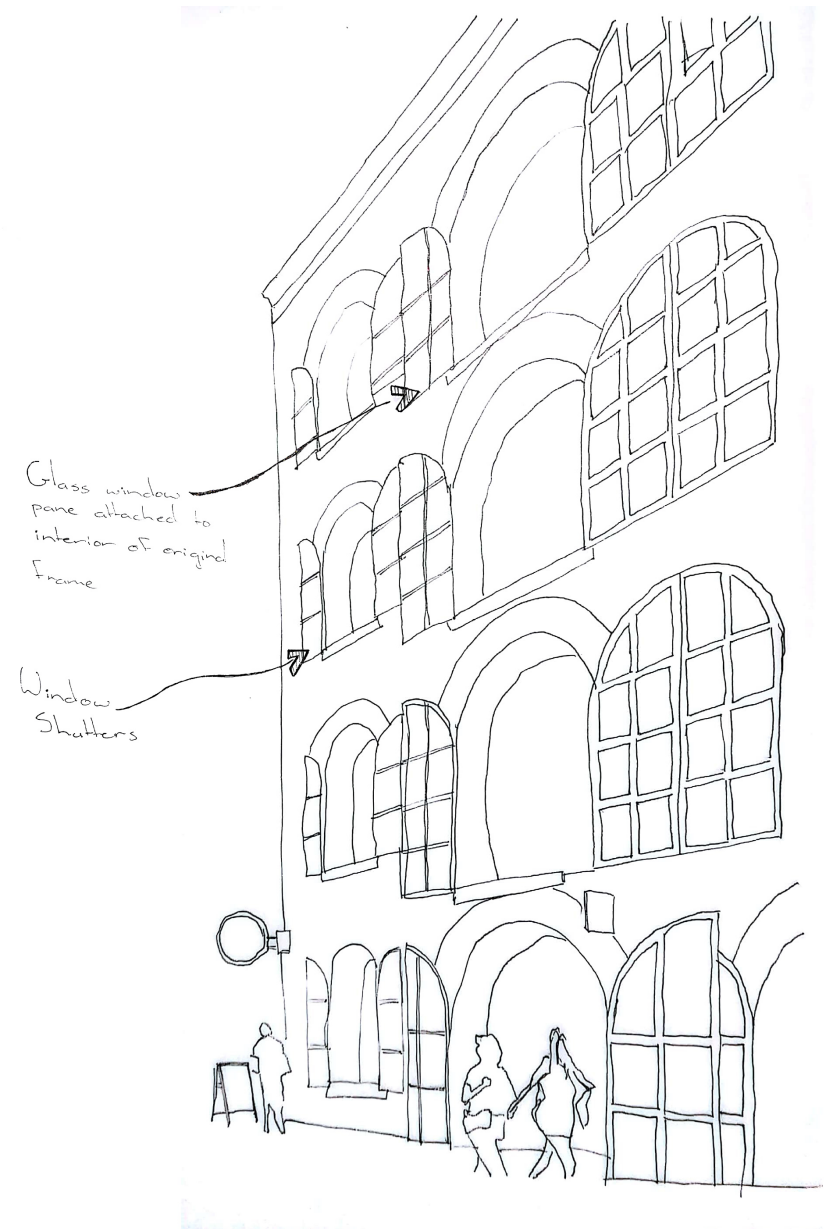 Glass window
pane attached to
interior of original
frame
Window
Shutters